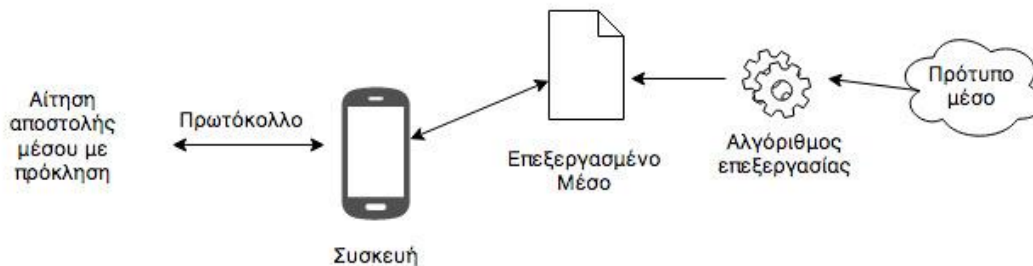 Αίτηση
αποστολής
μέσου με
πρόκληση
Πρωτόκολλο
Συσκευή
Επεξεργασμένο
Μέσο
Αλγόριθμος
επεξεργασίας
Πρότυπο
μέσο